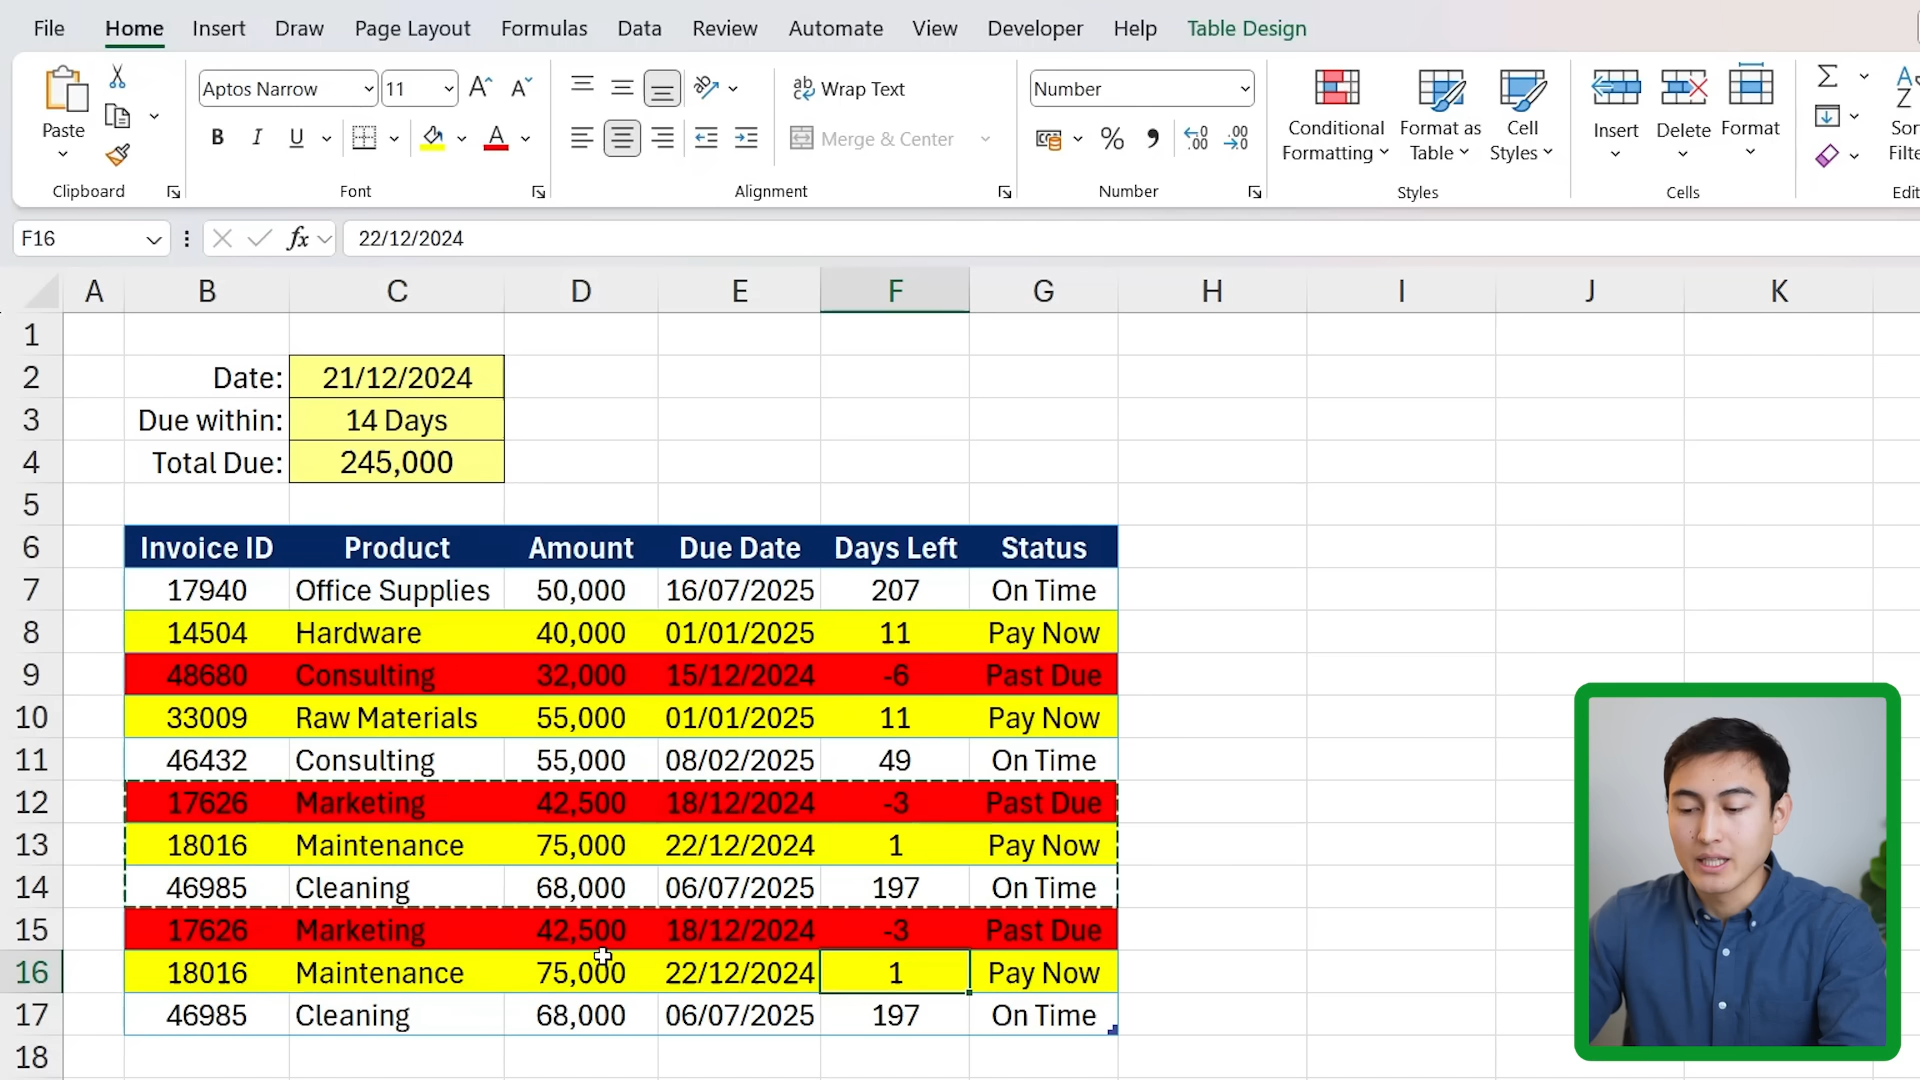 File Home Insert Draw Page Layout Formulas Data Review Automate View Developer Help Table Design
Paste
Clipboard
Aptos Narrow 11
B I U
Font
Wrap Text
Merge & Center
Alignment
Number
Number
Conditional Formatting
Format as Table
Cell Styles
Styles
Insert Delete Format
Cells
F16 fx 22/12/2024
A B C D E F G H I J K
1
2 Date: 21/12/2024
3 Due within: 14 Days
4 Total Due: 245,000
5
6 Invoice ID Product Amount Due Date Days Left Status
7 17940 Office Supplies 50,000 16/07/2025 207 On Time
8 14504 Hardware 40,000 01/01/2025 11 Pay Now
9 48680 Consulting 32,000 15/12/2024 -6 Past Due
10 33009 Raw Materials 55,000 01/01/2025 11 Pay Now
11 46432 Consulting 55,000 08/02/2025 49 On Time
12 17626 Marketing 42,500 18/12/2024 -3 Past Due
13 18016 Maintenance 75,000 22/12/2024 1 Pay Now
14 46985 Cleaning 68,000 06/07/2025 197 On Time
15 17626 Marketing 42,500 18/12/2024 -3 Past Due
16 18016 Maintenance 75,000 22/12/2024 1 Pay Now
17 46985 Cleaning 68,000 06/07/2025 197 On Time
18